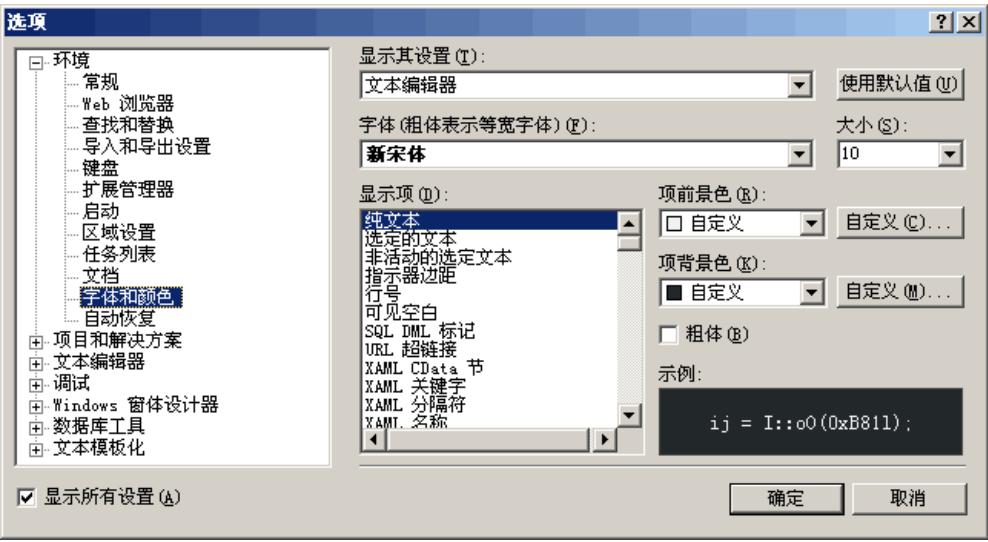 选项
环境
常规
Web 浏览器
查找和替换
导入和导出设置
键盘
扩展管理器
启动
区域设置
任务列表
文档
字体和颜色
自动恢复
项目和解决方案
文本编辑器
调试
Windows 窗体设计器
数据库工具
文本模板化
显示其设置(T):
文本编辑器
使用默认值(U)
字体(粗体表示等宽字体)(F):
大小(S):
新宋体
10
显示项(D):
纯文本
选定的文本
非活动的选定文本
指示器边距
行号
可见空白
SQL DML 标记
URL 超链接
XAML CData 节
XAML 关键字
XAML 分隔符
XAML 名称
项前景色(R):
自定义
自定义(C)...
项背景色(K):
自定义
自定义(M)...
粗体(B)
示例:
ij = I::oO(0xB81l);
显示所有设置(A)
确定
取消